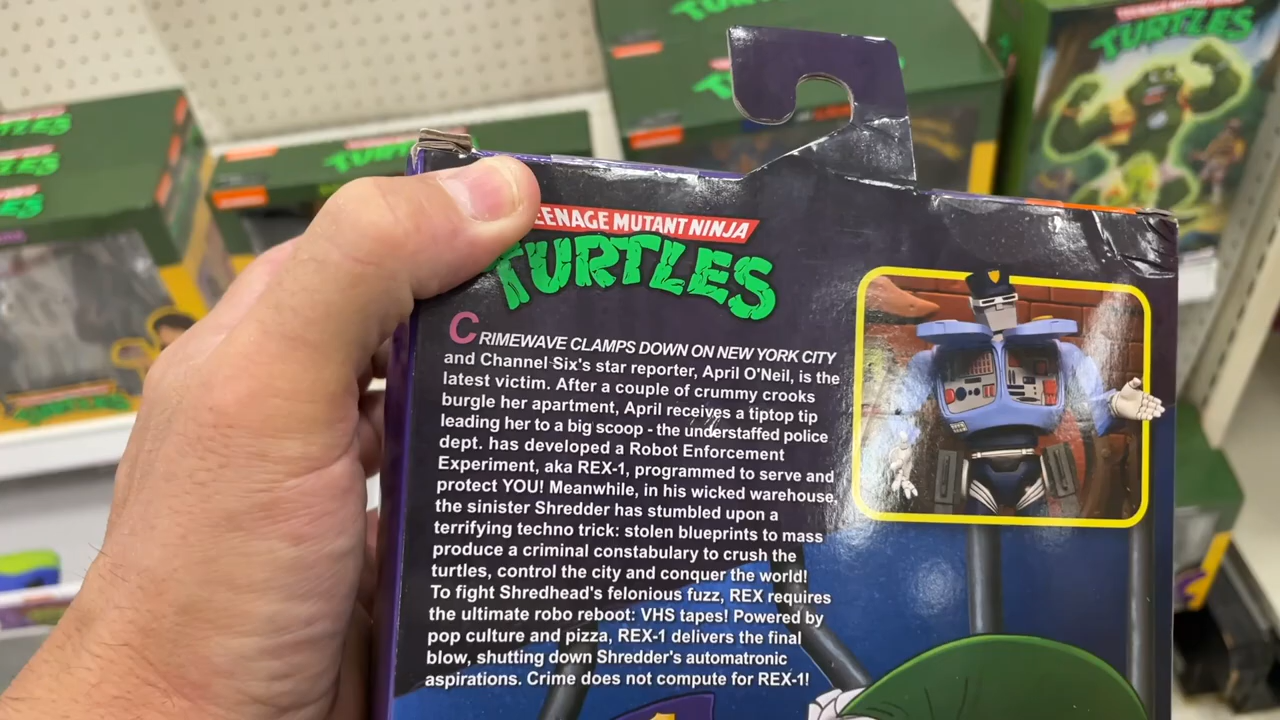 TURTLES
TEENAGE MUTANT NINJA
TURTLES
EENAGE MUTANT NINJA
TURTLES
CRIMEWAVE CLAMPS DOWN ON NEW YORK CITY
and Channel Six's star reporter, April O'Neil, is the
latest victim. After a couple of crummy crooks
burgle her apartment, April receives a tiptop tip
leading her to a big scoop - the understaffed police
dept. has developed a Robot Enforcement
Experiment, aka REX-1, programmed to serve and
protect YOU! Meanwhile, in his wicked warehouse,
the sinister Shredder has stumbled upon a
terrifying techno trick: stolen blueprints to mass
produce a criminal constabulary to crush the
turtles, control the city and conquer the world!
To fight Shredhead's felonious fuzz, REX requires
the ultimate robo reboot: VHS tapes! Powered by
pop culture and pizza, REX-1 delivers the final
blow, shutting down Shredder's automatronic
aspirations. Crime does not compute for REX-1!